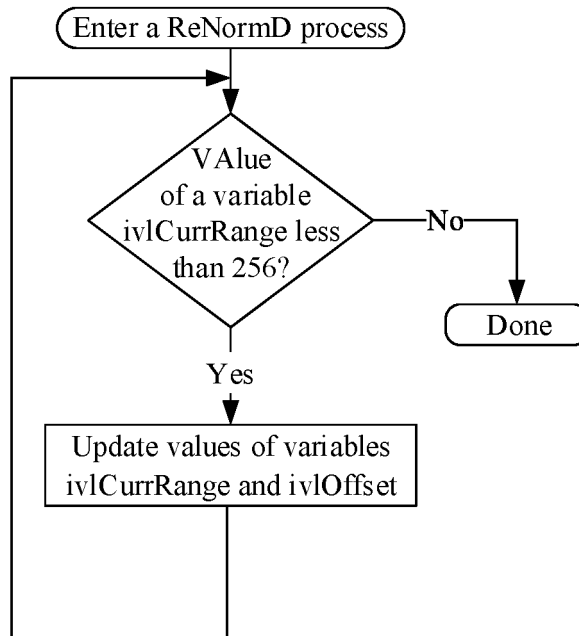 Enter a ReNormD process
VAlue
of a variable
ivlCurrRange less
than 256?
No
Done
Yes
Update values of variables
ivlCurrRange and ivlOffset